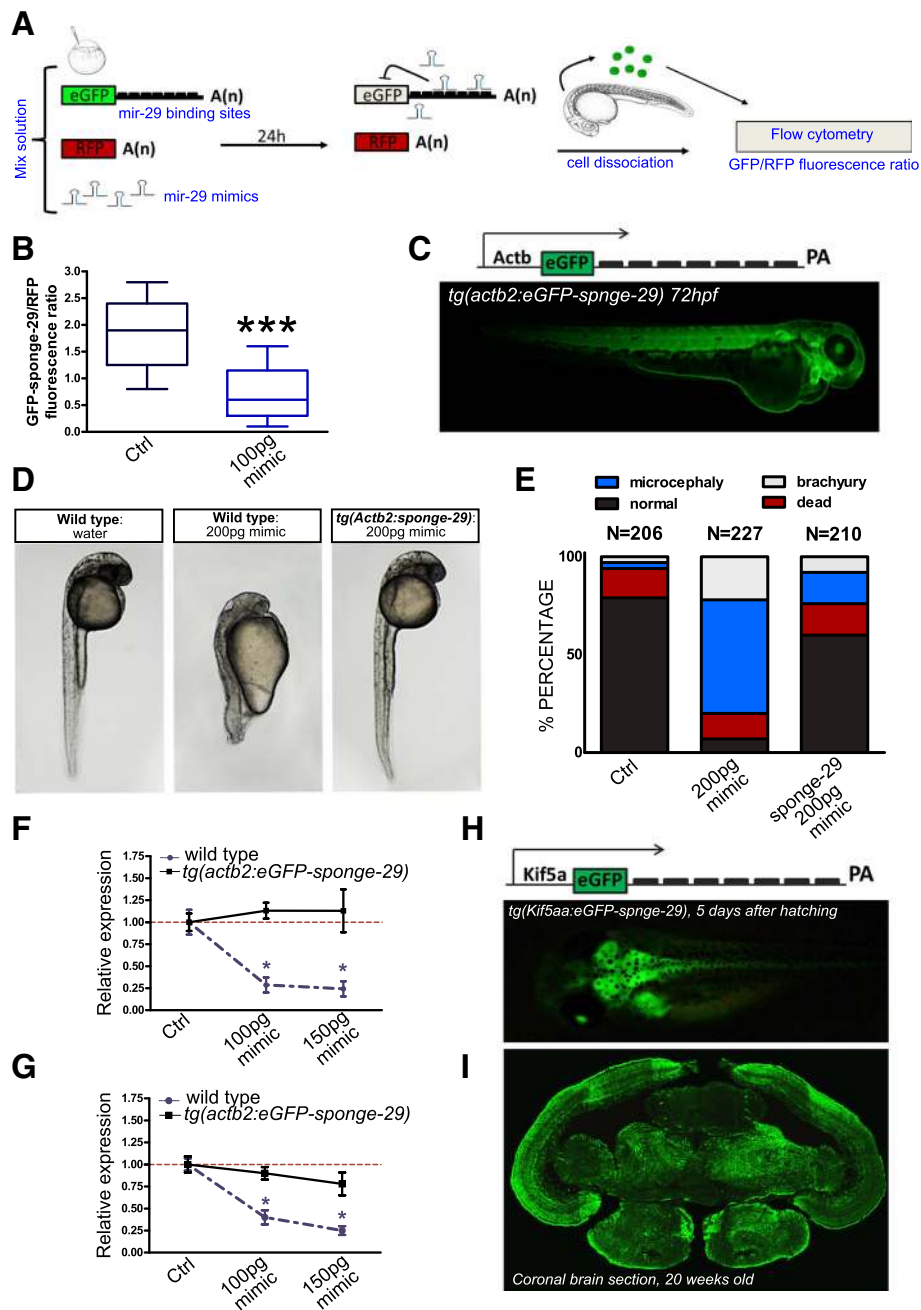 A
Mix solution
eGFP
A(n)
mir-29 binding sites
RFP
A(n)
mir-29 mimics
24h
eGFP
A(n)
RFP
A(n)
cell dissociation
Flow cytometry
GFP/RFP fluorescence ratio
B
GFP-sponge-29/RFP
fluorescence ratio
3.0
2.5
2.0
1.5
1.0
0.5
0.0
***
Ctrl
100pg
mimic
C
Actb
eGFP
PA
tg(actb2:eGFP-spnge-29) 72hpf
D
Wild type:
water
Wild type:
200pg mimic
tg(Actb2:sponge-29):
200pg mimic
E
microcephaly
brachyury
normal
dead
N=206
N=227
N=210
% PERCENTAGE
100
50
0
Ctrl
200pg
mimic
sponge-29
200pg
mimic
F
wild type
tg(actb2:eGFP-sponge-29)
Relative expression
1.75
1.50
1.25
1.00
0.75
0.50
0.25
0.00
*
*
Ctrl
100pg
mimic
150pg
mimic
G
wild type
tg(actb2:eGFP-sponge-29)
Relative expression
1.75
1.50
1.25
1.00
0.75
0.50
0.25
0.00
*
*
Ctrl
100pg
mimic
150pg
mimic
H
Kif5a
eGFP
PA
tg(Kif5aa:eGFP-spnge-29), 5 days after hatching
I
Coronal brain section, 20 weeks old